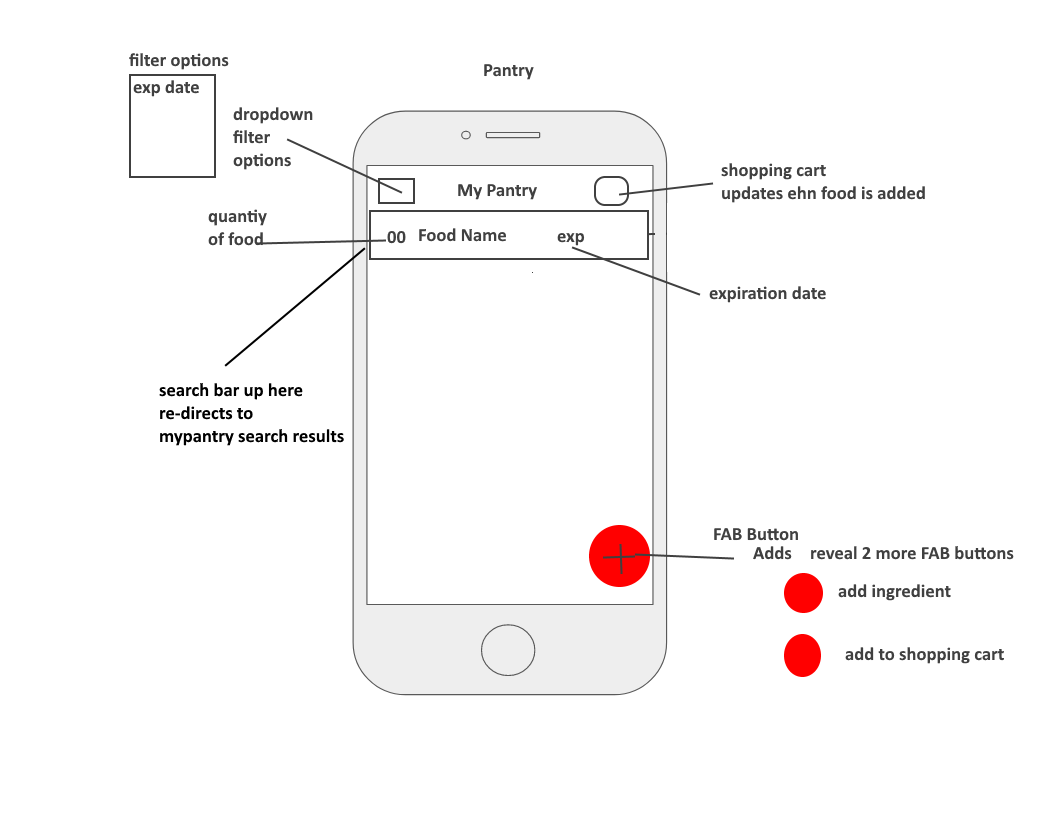 filter options
exp date
Pantry
dropdown
filter
options
My Pantry
shopping cart
updates ehn food is added
quantiy
of food
00 Food Name exp
expiration date
search bar up here
re-directs to
mypantry search results
FAB Button
Adds reveal 2 more FAB buttons
add ingredient
add to shopping cart